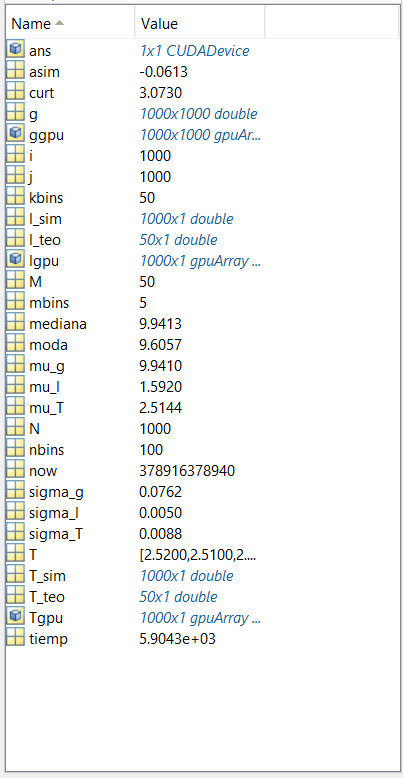 Name Value
ans 1x1 CUDADevice
asim -0.0613
curt 3.0730
g 1000x1000 double
ggpu 1000x1000 gpuAr...
i 1000
j 1000
kbins 50
l_sim 1000x1 double
l_teo 50x1 double
lgpu 1000x1 gpuArray ...
M 50
mbins 5
mediana 9.9413
moda 9.6057
mu_g 9.9410
mu_l 1.5920
mu_T 2.5144
N 1000
nbins 100
now 378916378940
sigma_g 0.0762
sigma_l 0.0050
sigma_T 0.0088
T [2.5200,2.5100,2....
T_sim 1000x1 double
T_teo 50x1 double
Tgpu 1000x1 gpuArray ...
tiemp 5.9043e+03